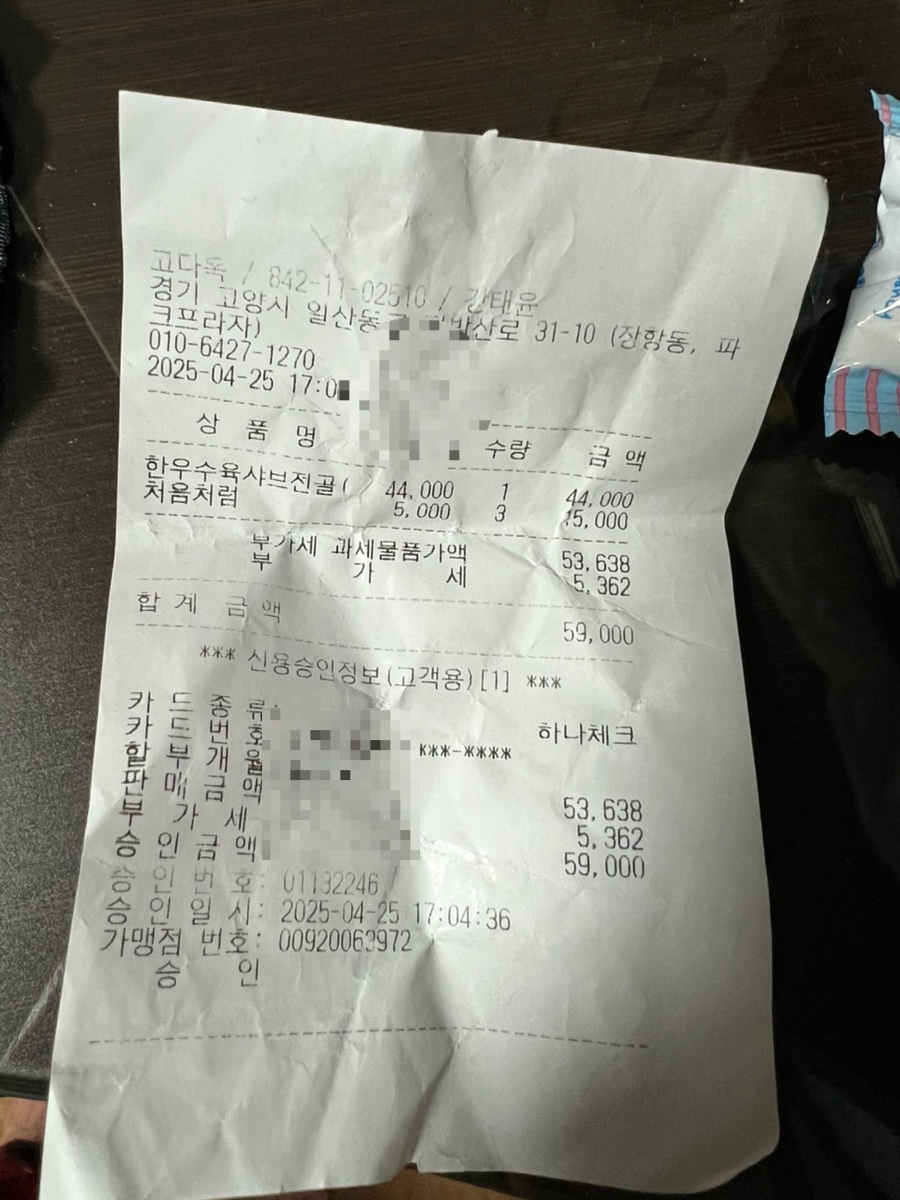 고다옥 / 842-11-02510 / 강태윤
경기 고양시 일산동 산로 31-10 (장항동, 파
크프라자)
010-6427-1270
2025-04-25 17:0
상 품 명 수량 금 액
한우수육샤브전골( 44,000 1 44,000
처음처럼 5,000 3 15,000
부가세 과세물품가액 53,638
부 가 세 5,362
합 계 금 액 59,000
*** 신용승인정보(고객용)[1] ***
카 드 종 류: 하나체크
카 드 번 호 ***-****
할 부 개 월
판 매 금 액 53,638
부 가 세 5,362
승 인 금 액 59,000
승 인 번 호: 01132246 /
승 인 일 시: 2025-04-25 17:04:36
가맹점 번호: 00920063972
승 인